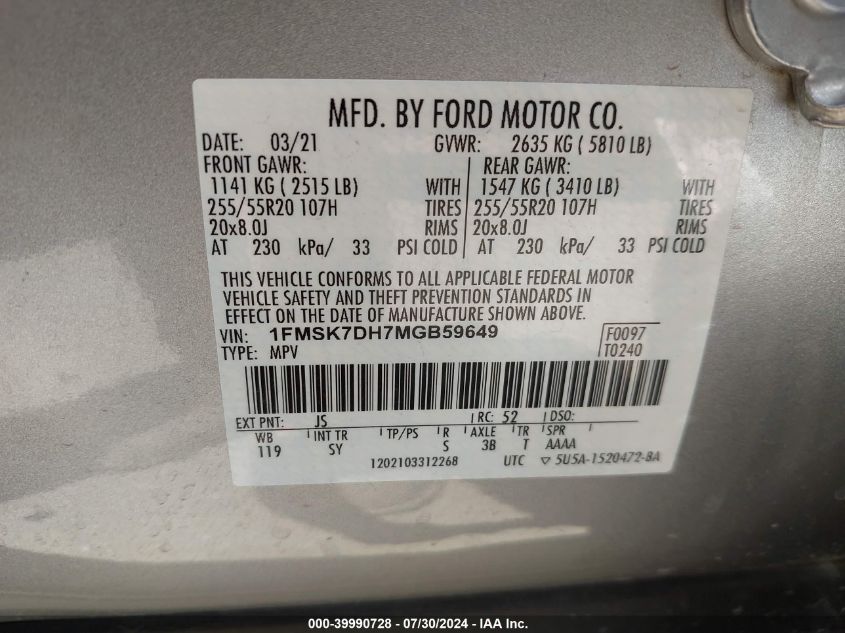 MFD. BY FORD MOTOR CO.
DATE: 03/21 GVWR: 2635 KG ( 5810 LB)
FRONT GAWR: REAR GAWR:
1141 KG ( 2515 LB) WITH 1547 KG ( 3410 LB) WITH
255/55R20 107H TIRES 255/55R20 107H TIRES
20x8.0J RIMS 20x8.0J RIMS
AT 230 kPa/ 33 PSI COLD AT 230 kPa/ 33 PSI COLD
THIS VEHICLE CONFORMS TO ALL APPLICABLE FEDERAL MOTOR
VEHICLE SAFETY AND THEFT PREVENTION STANDARDS IN
EFFECT ON THE DATE OF MANUFACTURE SHOWN ABOVE.
VIN: 1FMSK7DH7MGB59649 F0097
TYPE: MPV T0240
EXT PNT: JS RC: 52 DSO:
WB INT TR TP/PS R AXLE TR SPR
119 SY S 3B T AAAA
1202103312268 UTC ▽ 5U5A-1520472-BA
000-39990728 - 07/30/2024 - IAA Inc.